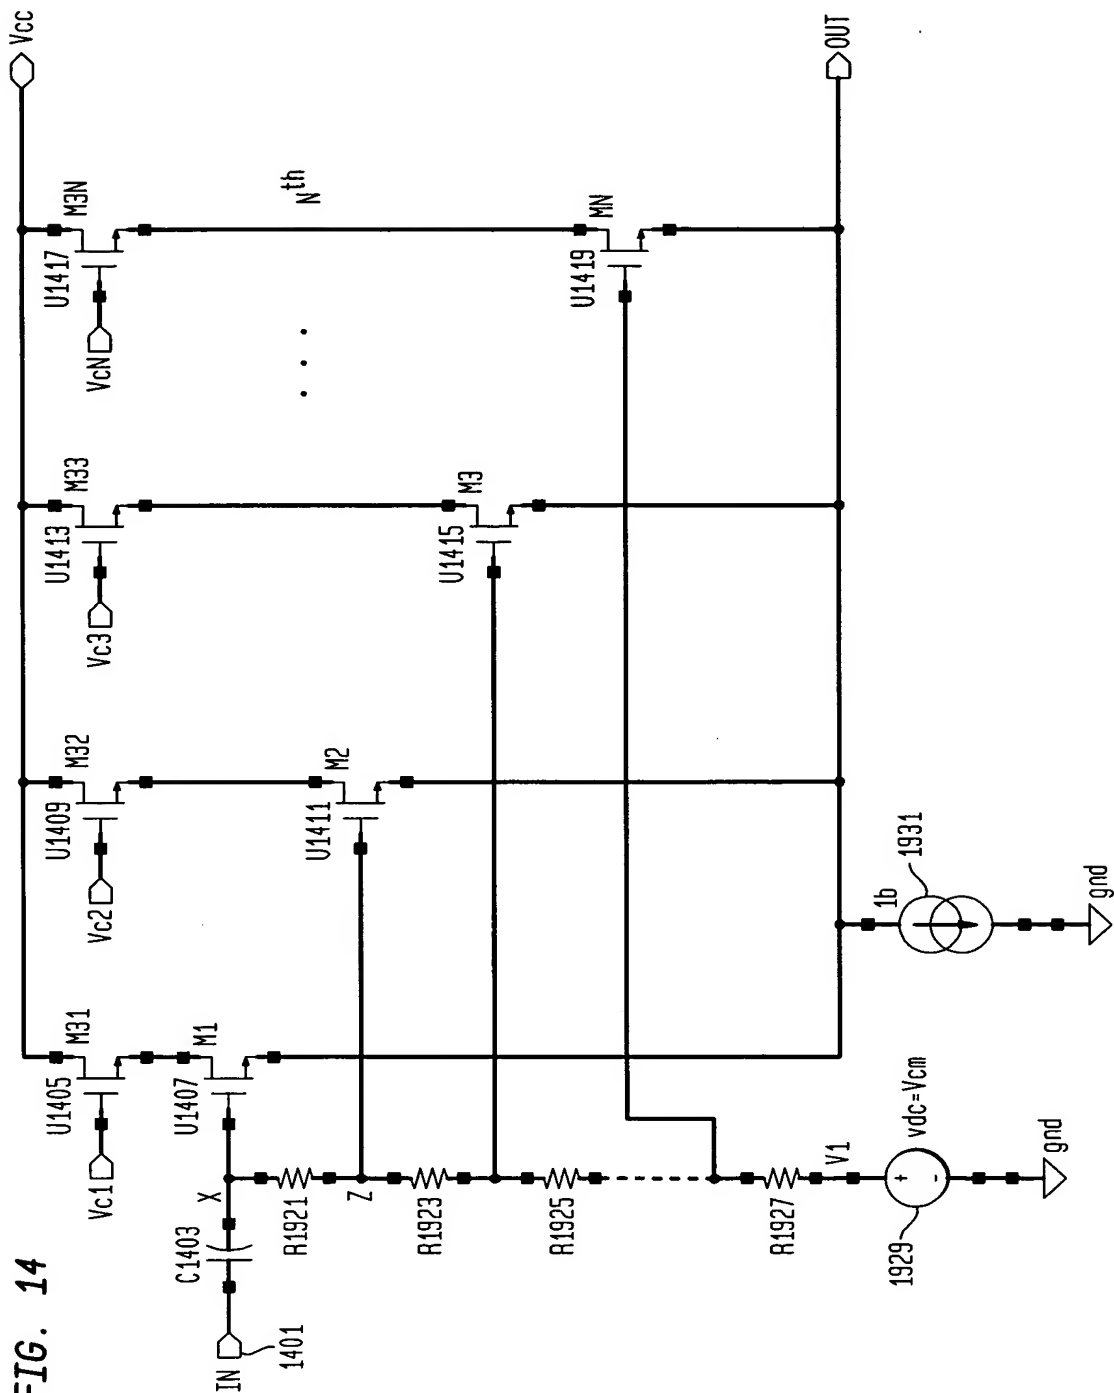 FIG. 14
Vcc
M31
U1405
Vc1
M1
U1407
M32
U1409
Vc2
M2
U1411
M33
U1413
Vc3
M3
U1415
M3N
U1417
VcN
Nth
MN
U1419
. . .
IN
1401
C1403
X
R1921
Z
R1923
R1925
R1927
V1
vdc=Vcm
1929
gnd
1b
1931
gnd
OUT